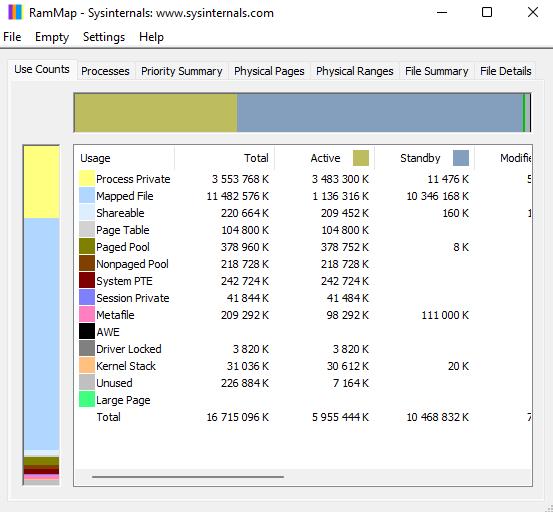 RamMap - Sysinternals: www.sysinternals.com
File Empty Settings Help
Use Counts Processes Priority Summary Physical Pages Physical Ranges File Summary File Details
Usage Total Active Standby Modifie
Process Private 3 553 768 K 3 483 300 K 11 476 K 5
Mapped File 11 482 576 K 1 136 316 K 10 346 168 K
Shareable 220 664 K 209 452 K 160 K 1
Page Table 104 800 K 104 800 K
Paged Pool 378 960 K 378 752 K 8 K
Nonpaged Pool 218 728 K 218 728 K
System PTE 242 724 K 242 724 K
Session Private 41 844 K 41 484 K
Metafile 209 292 K 98 292 K 111 000 K
AWE
Driver Locked 3 820 K 3 820 K
Kernel Stack 31 036 K 30 612 K 20 K
Unused 226 884 K 7 164 K
Large Page
Total 16 715 096 K 5 955 444 K 10 468 832 K 7